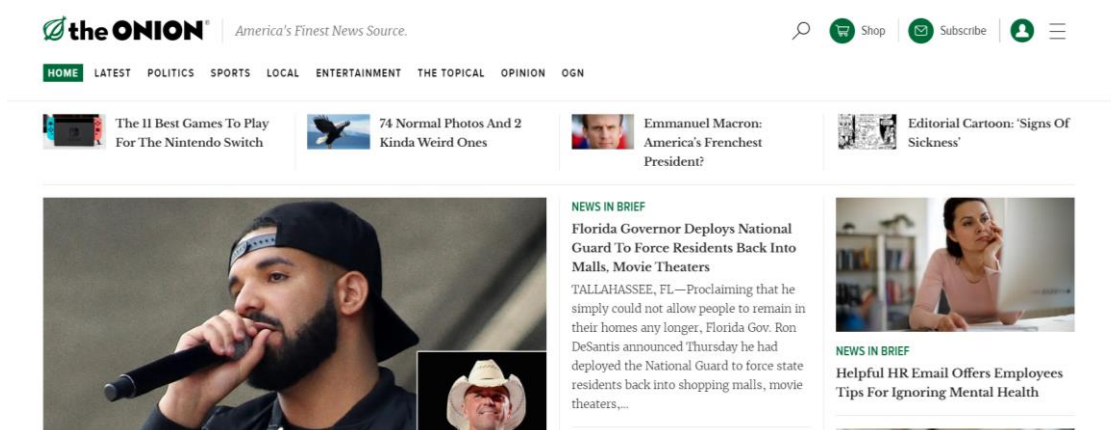 the ONION®
America's Finest News Source.
Shop
Subscribe
HOME LATEST POLITICS SPORTS LOCAL ENTERTAINMENT THE TOPICAL OPINION OGN
The 11 Best Games To Play
For The Nintendo Switch
74 Normal Photos And 2
Kinda Weird Ones
Emmanuel Macron:
America's Frenchest
President?
Editorial Cartoon: 'Signs Of
Sickness'
NEWS IN BRIEF
Florida Governor Deploys National
Guard To Force Residents Back Into
Malls, Movie Theaters
TALLAHASSEE, FL—Proclaiming that he
simply could not allow people to remain in
their homes any longer, Florida Gov. Ron
DeSantis announced Thursday he had
deployed the National Guard to force state
residents back into shopping malls, movie
theaters,...
NEWS IN BRIEF
Helpful HR Email Offers Employees
Tips For Ignoring Mental Health